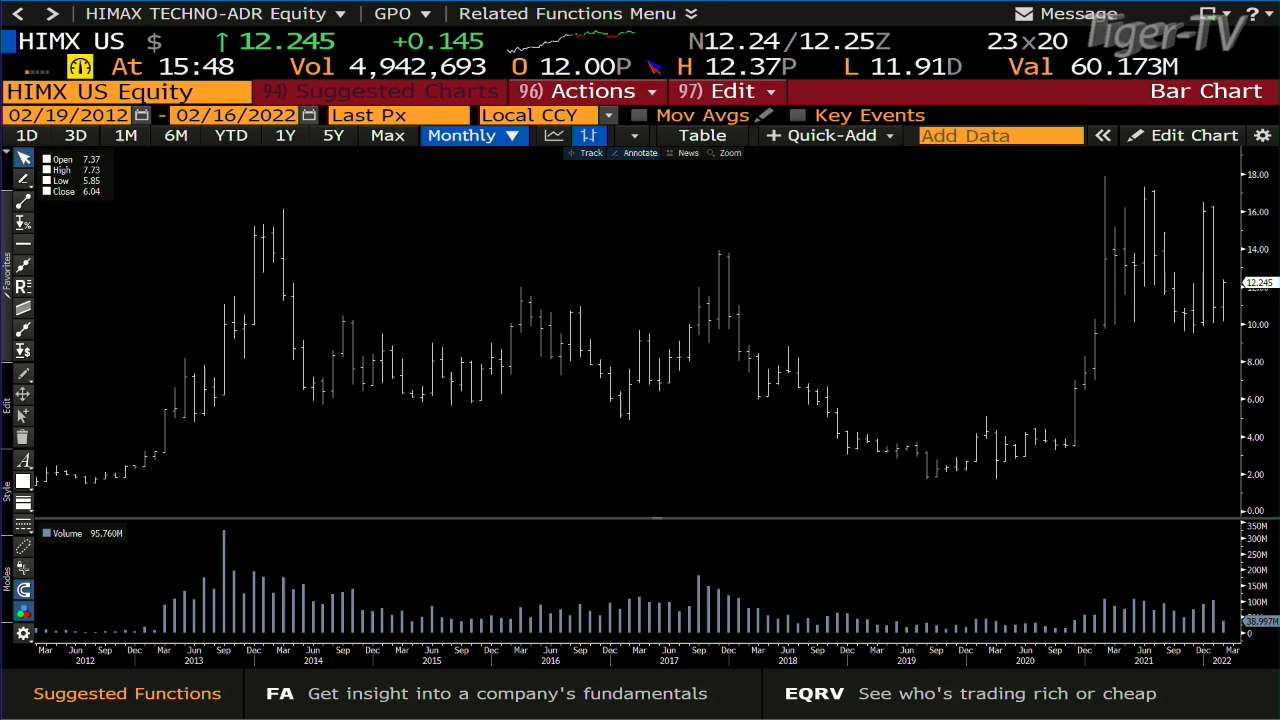 HIMAX TECHNO-ADR Equity GPO Related Functions Menu Message ?
Tiger-TV
HIMX US $ ↑ 12.245 +0.145 N12.24 /12.25Z 23x20
At 15:48 Vol 4,942,693 O 12.00P H 12.37P L 11.91D Val 60.173M
HIMX US Equity 94) Suggested Charts 96) Actions 97) Edit Bar Chart
02/19/2012 - 02/16/2022 Last Px Local CCY Mov Avgs Key Events
1D 3D 1M 6M YTD 1Y 5Y Max Monthly ▼ Table + Quick-Add Add Data « Edit Chart
Track Annotate News Zoom
Open 7.37
High 7.73
Low 5.85
Close 6.04
18.00
16.00
14.00
12.245
12.00
10.00
8.00
6.00
4.00
2.00
0.00
Favorites
Edit
Style
Modes
Volume 95.760M
350M
300M
250M
200M
150M
100M
38.997M
0
Mar Jun Sep Dec Mar Jun Sep Dec Mar Jun Sep Dec Mar Jun Sep Dec Mar Jun Sep Dec Mar Jun Sep Dec Mar Jun Sep Dec Mar Jun Sep Dec Mar Jun Sep Dec Mar Jun Sep Dec Mar
2012 2013 2014 2015 2016 2017 2018 2019 2020 2021 2022
Suggested Functions FA Get insight into a company's fundamentals EQRV See who's trading rich or cheap